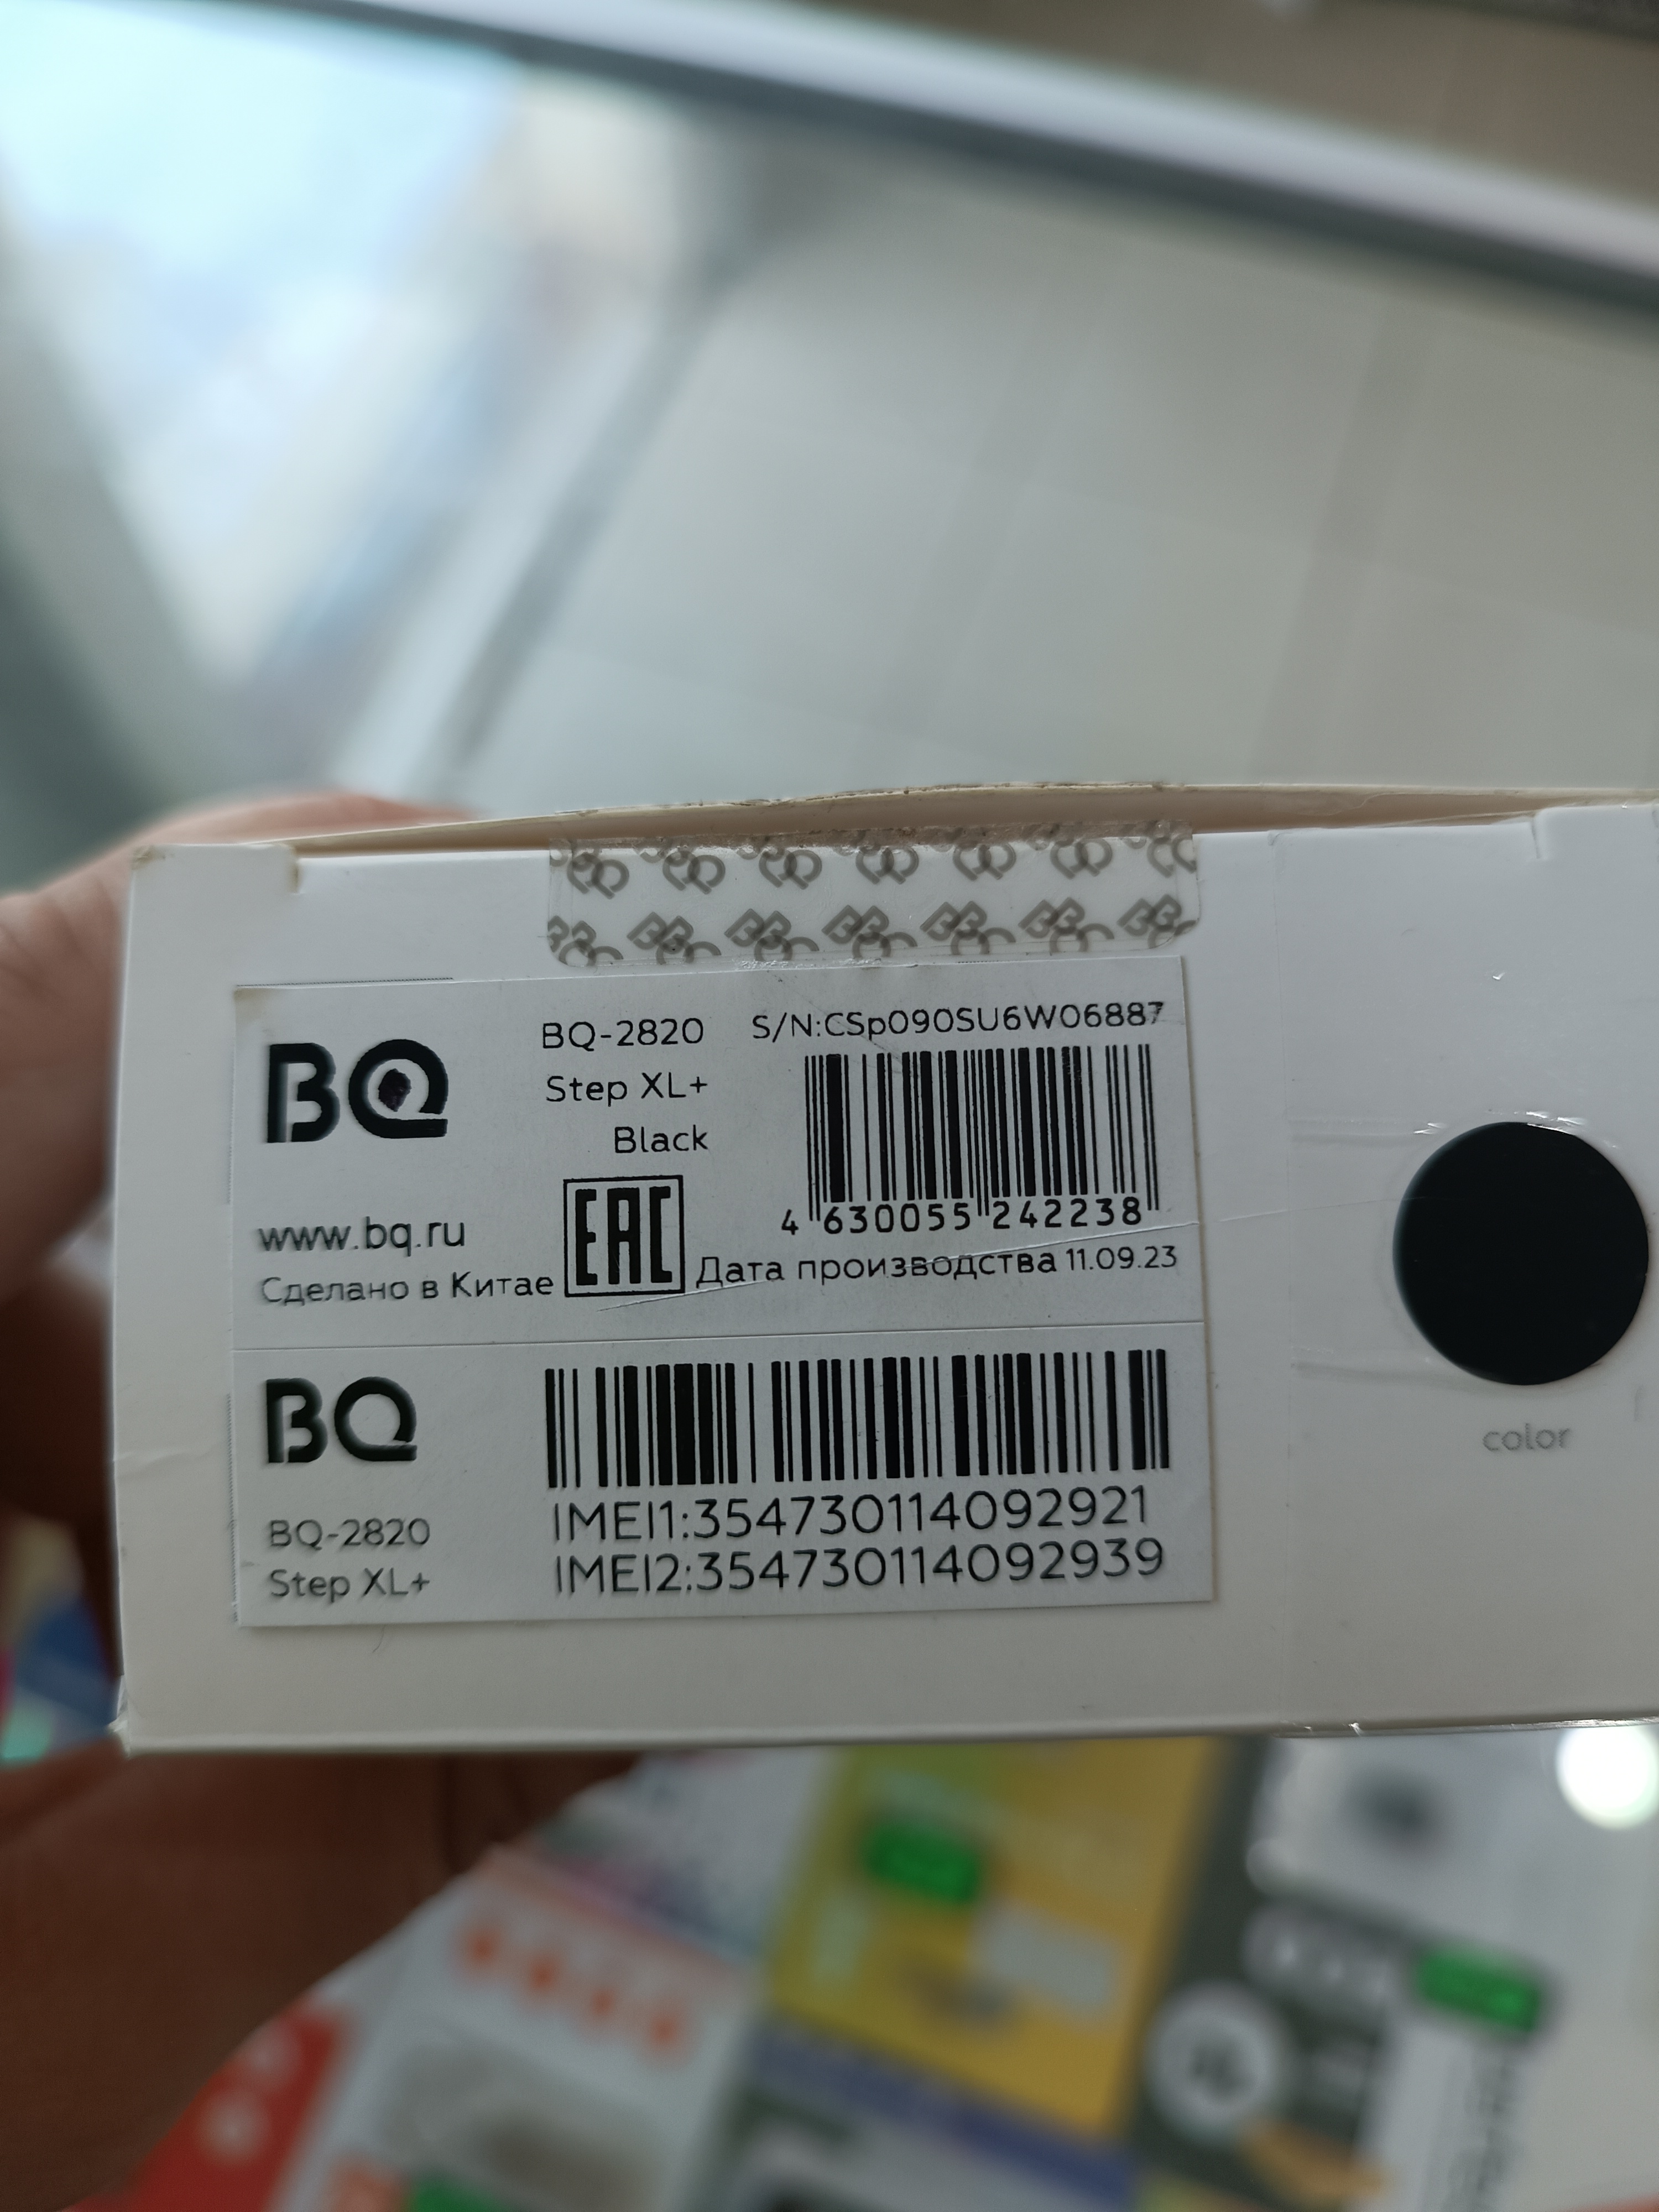 BQ
BQ-2820
Step XL+
Black
S/N:CSp090SU6W06887
4 630055 242238
www.bq.ru
Сделано в Китае
EAC
Дата производства 11.09.23
BQ
BQ-2820
Step XL+
IMEI1:354730114092921
IMEI2:354730114092939
color